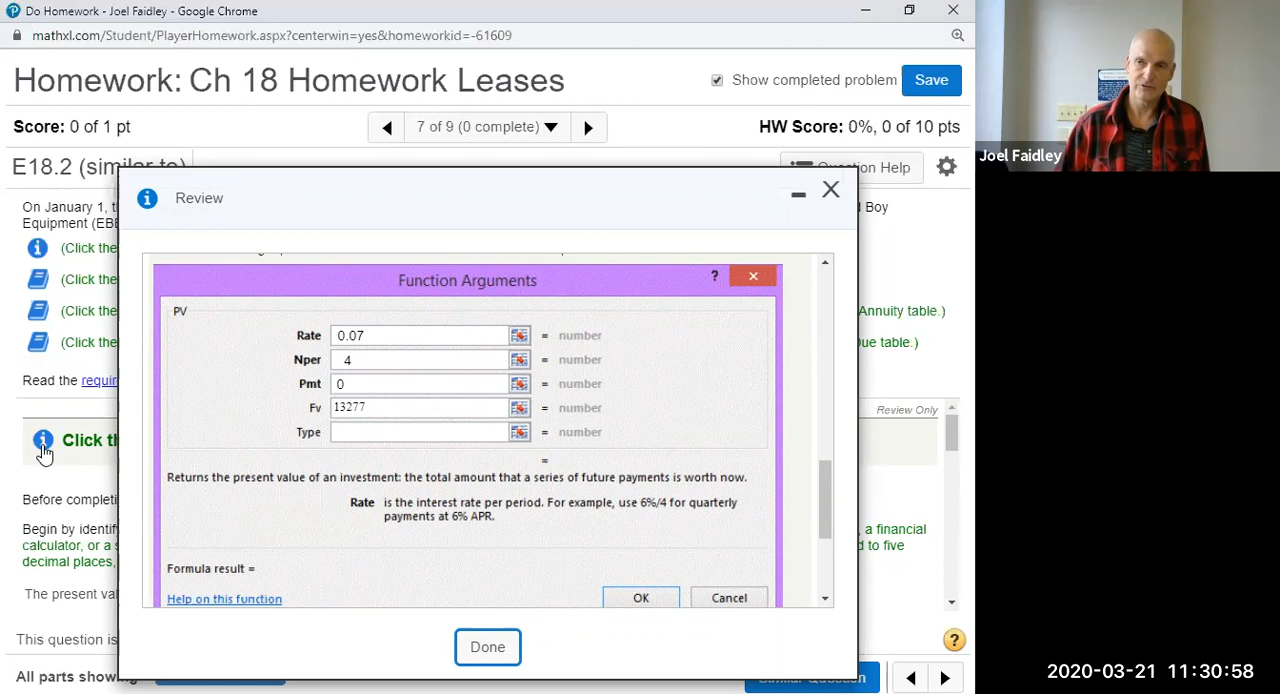 Do Homework - Joel Faidley - Google Chrome
mathxl.com/Student/PlayerHomework.aspx?centerwin=yes&homeworkid=-61609
Homework: Ch 18 Homework Leases
Show completed problem
Save
Score: 0 of 1 pt
7 of 9 (0 complete)
HW Score: 0%, 0 of 10 pts
E18.2 (similar to)
Question Help
Joel Faidley
On January 1, t
d Boy
Equipment (EBE
(Click the
(Click the
(Click the
Annuity table.)
(Click the
Due table.)
Read the requir
Review Only
Click th
Before completi
Begin by identif
, a financial
calculator, or a s
d to five
decimal places,
The present val
This question is
All parts showing
Similar Question
Review
Function Arguments
?
PV
Rate 0.07 = number
Nper 4 = number
Pmt 0 = number
Fv 13277 = number
Type = number
=
Returns the present value of an investment: the total amount that a series of future payments is worth now.
Rate is the interest rate per period. For example, use 6%/4 for quarterly
payments at 6% APR.
Formula result =
Help on this function
OK
Cancel
Done
?
2020-03-21 11:30:58